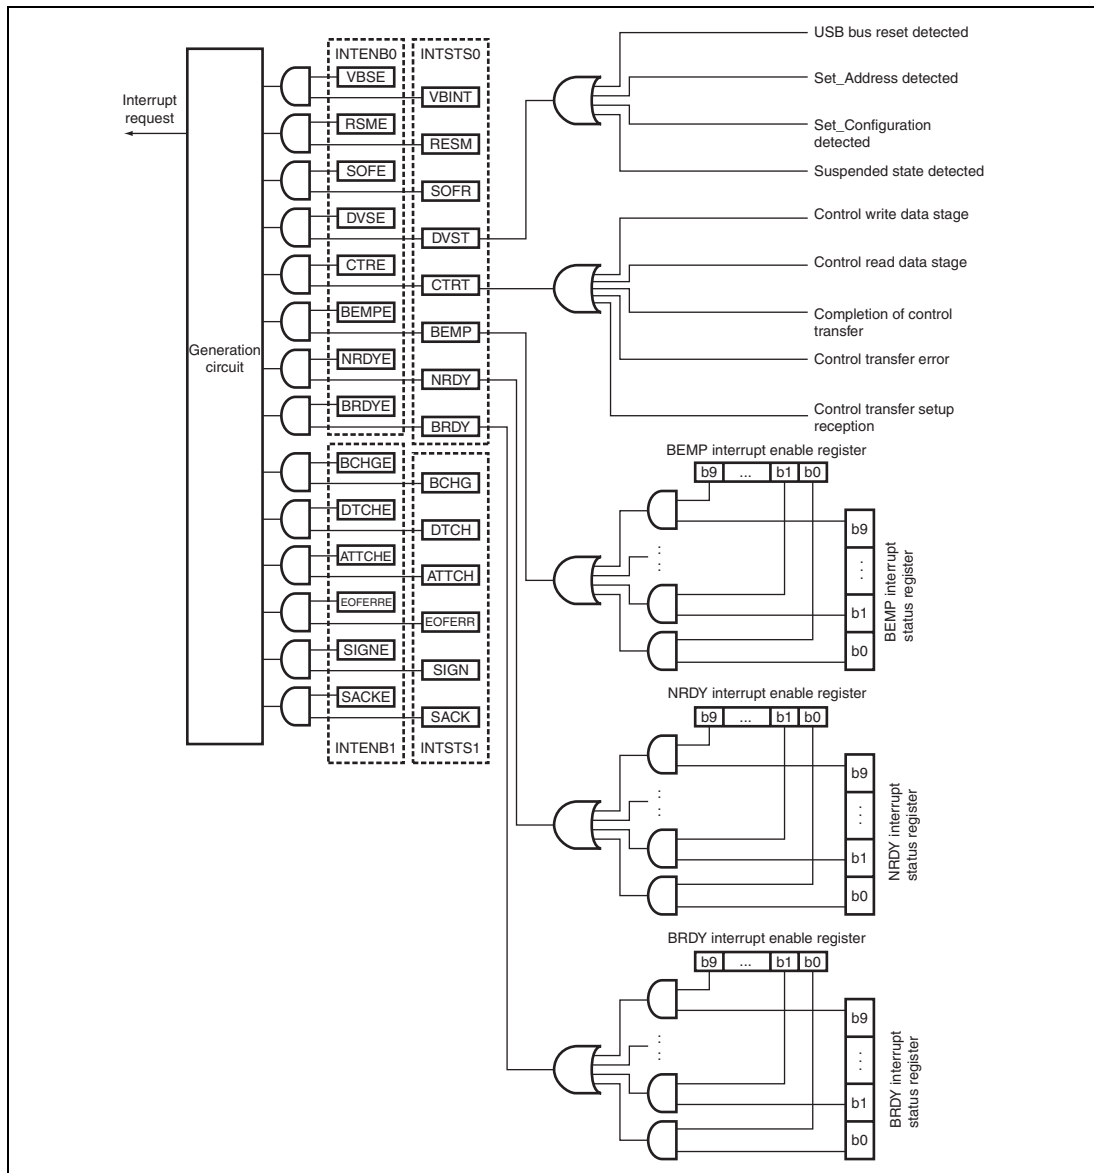 Interrupt
request
Generation
circuit
INTENB0
VBSE
RSME
SOFE
DVSE
CTRE
BEMPE
NRDYE
BRDYE
INTSTS0
VBINT
RESM
SOFR
DVST
CTRT
BEMP
NRDY
BRDY
BCHGE
DTCHE
ATTCHE
EOFERRE
SIGNE
SACKE
INTENB1
BCHG
DTCH
ATTCH
EOFERR
SIGN
SACK
INTSTS1
USB bus reset detected
Set_Address detected
Set_Configuration
detected
Suspended state detected
Control write data stage
Control read data stage
Completion of control
transfer
Control transfer error
Control transfer setup
reception
BEMP interrupt enable register
b9 ... b1 b0
b9
...
b1
b0
BEMP interrupt
status register
NRDY interrupt enable register
b9 ... b1 b0
b9
...
b1
b0
NRDY interrupt
status register
BRDY interrupt enable register
b9 ... b1 b0
b9
...
b1
b0
BRDY interrupt
status register